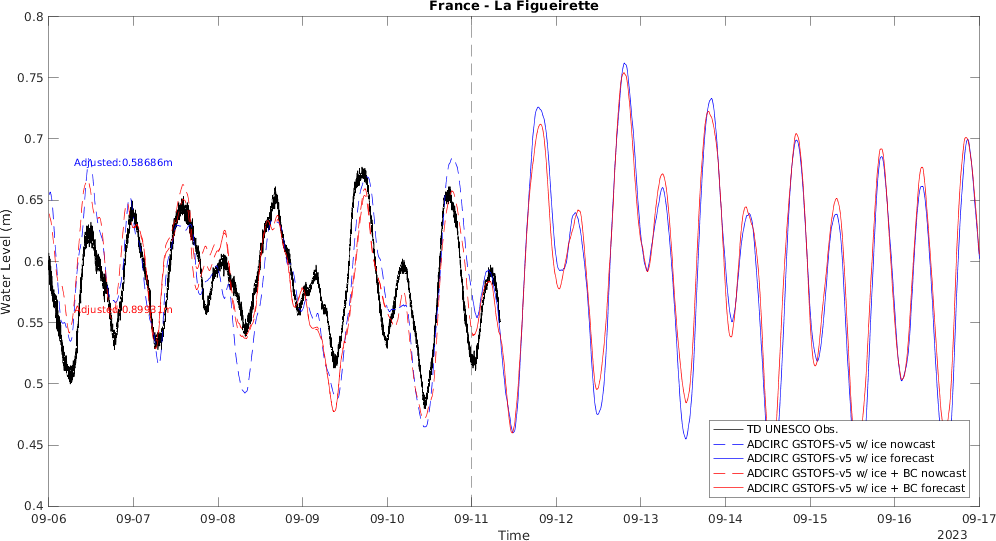 France - La Figueirette
0.8
0.75
0.7
0.65
0.6
0.55
0.5
0.45
0.4
Water Level (m)
Adjusted:0.58686m
Adjusted:0.89931m
TD UNESCO Obs.
ADCIRC GSTOFS-v5 w/ ice nowcast
ADCIRC GSTOFS-v5 w/ ice forecast
ADCIRC GSTOFS-v5 w/ ice + BC nowcast
ADCIRC GSTOFS-v5 w/ ice + BC forecast
09-06 09-07 09-08 09-09 09-10 09-11 09-12 09-13 09-14 09-15 09-16 09-17
Time
2023